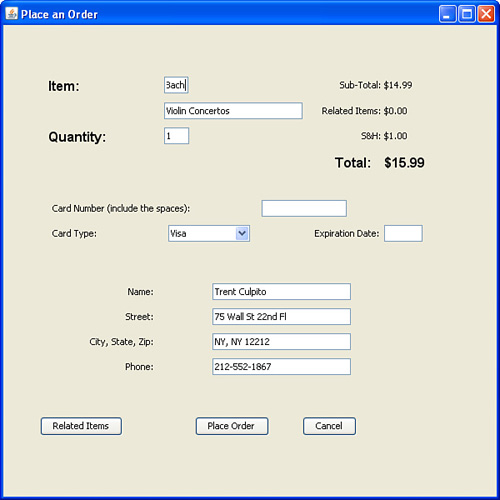 Place an Order
Item: Bach Sub-Total: $14.99
Violin Concertos Related Items: $0.00
Quantity: 1 S&H: $1.00
Total: $15.99
Card Number (include the spaces):
Card Type: Visa Expiration Date:
Name: Trent Culpito
Street: 75 Wall St 22nd Fl
City, State, Zip: NY, NY 12212
Phone: 212-552-1867
Related Items Place Order Cancel